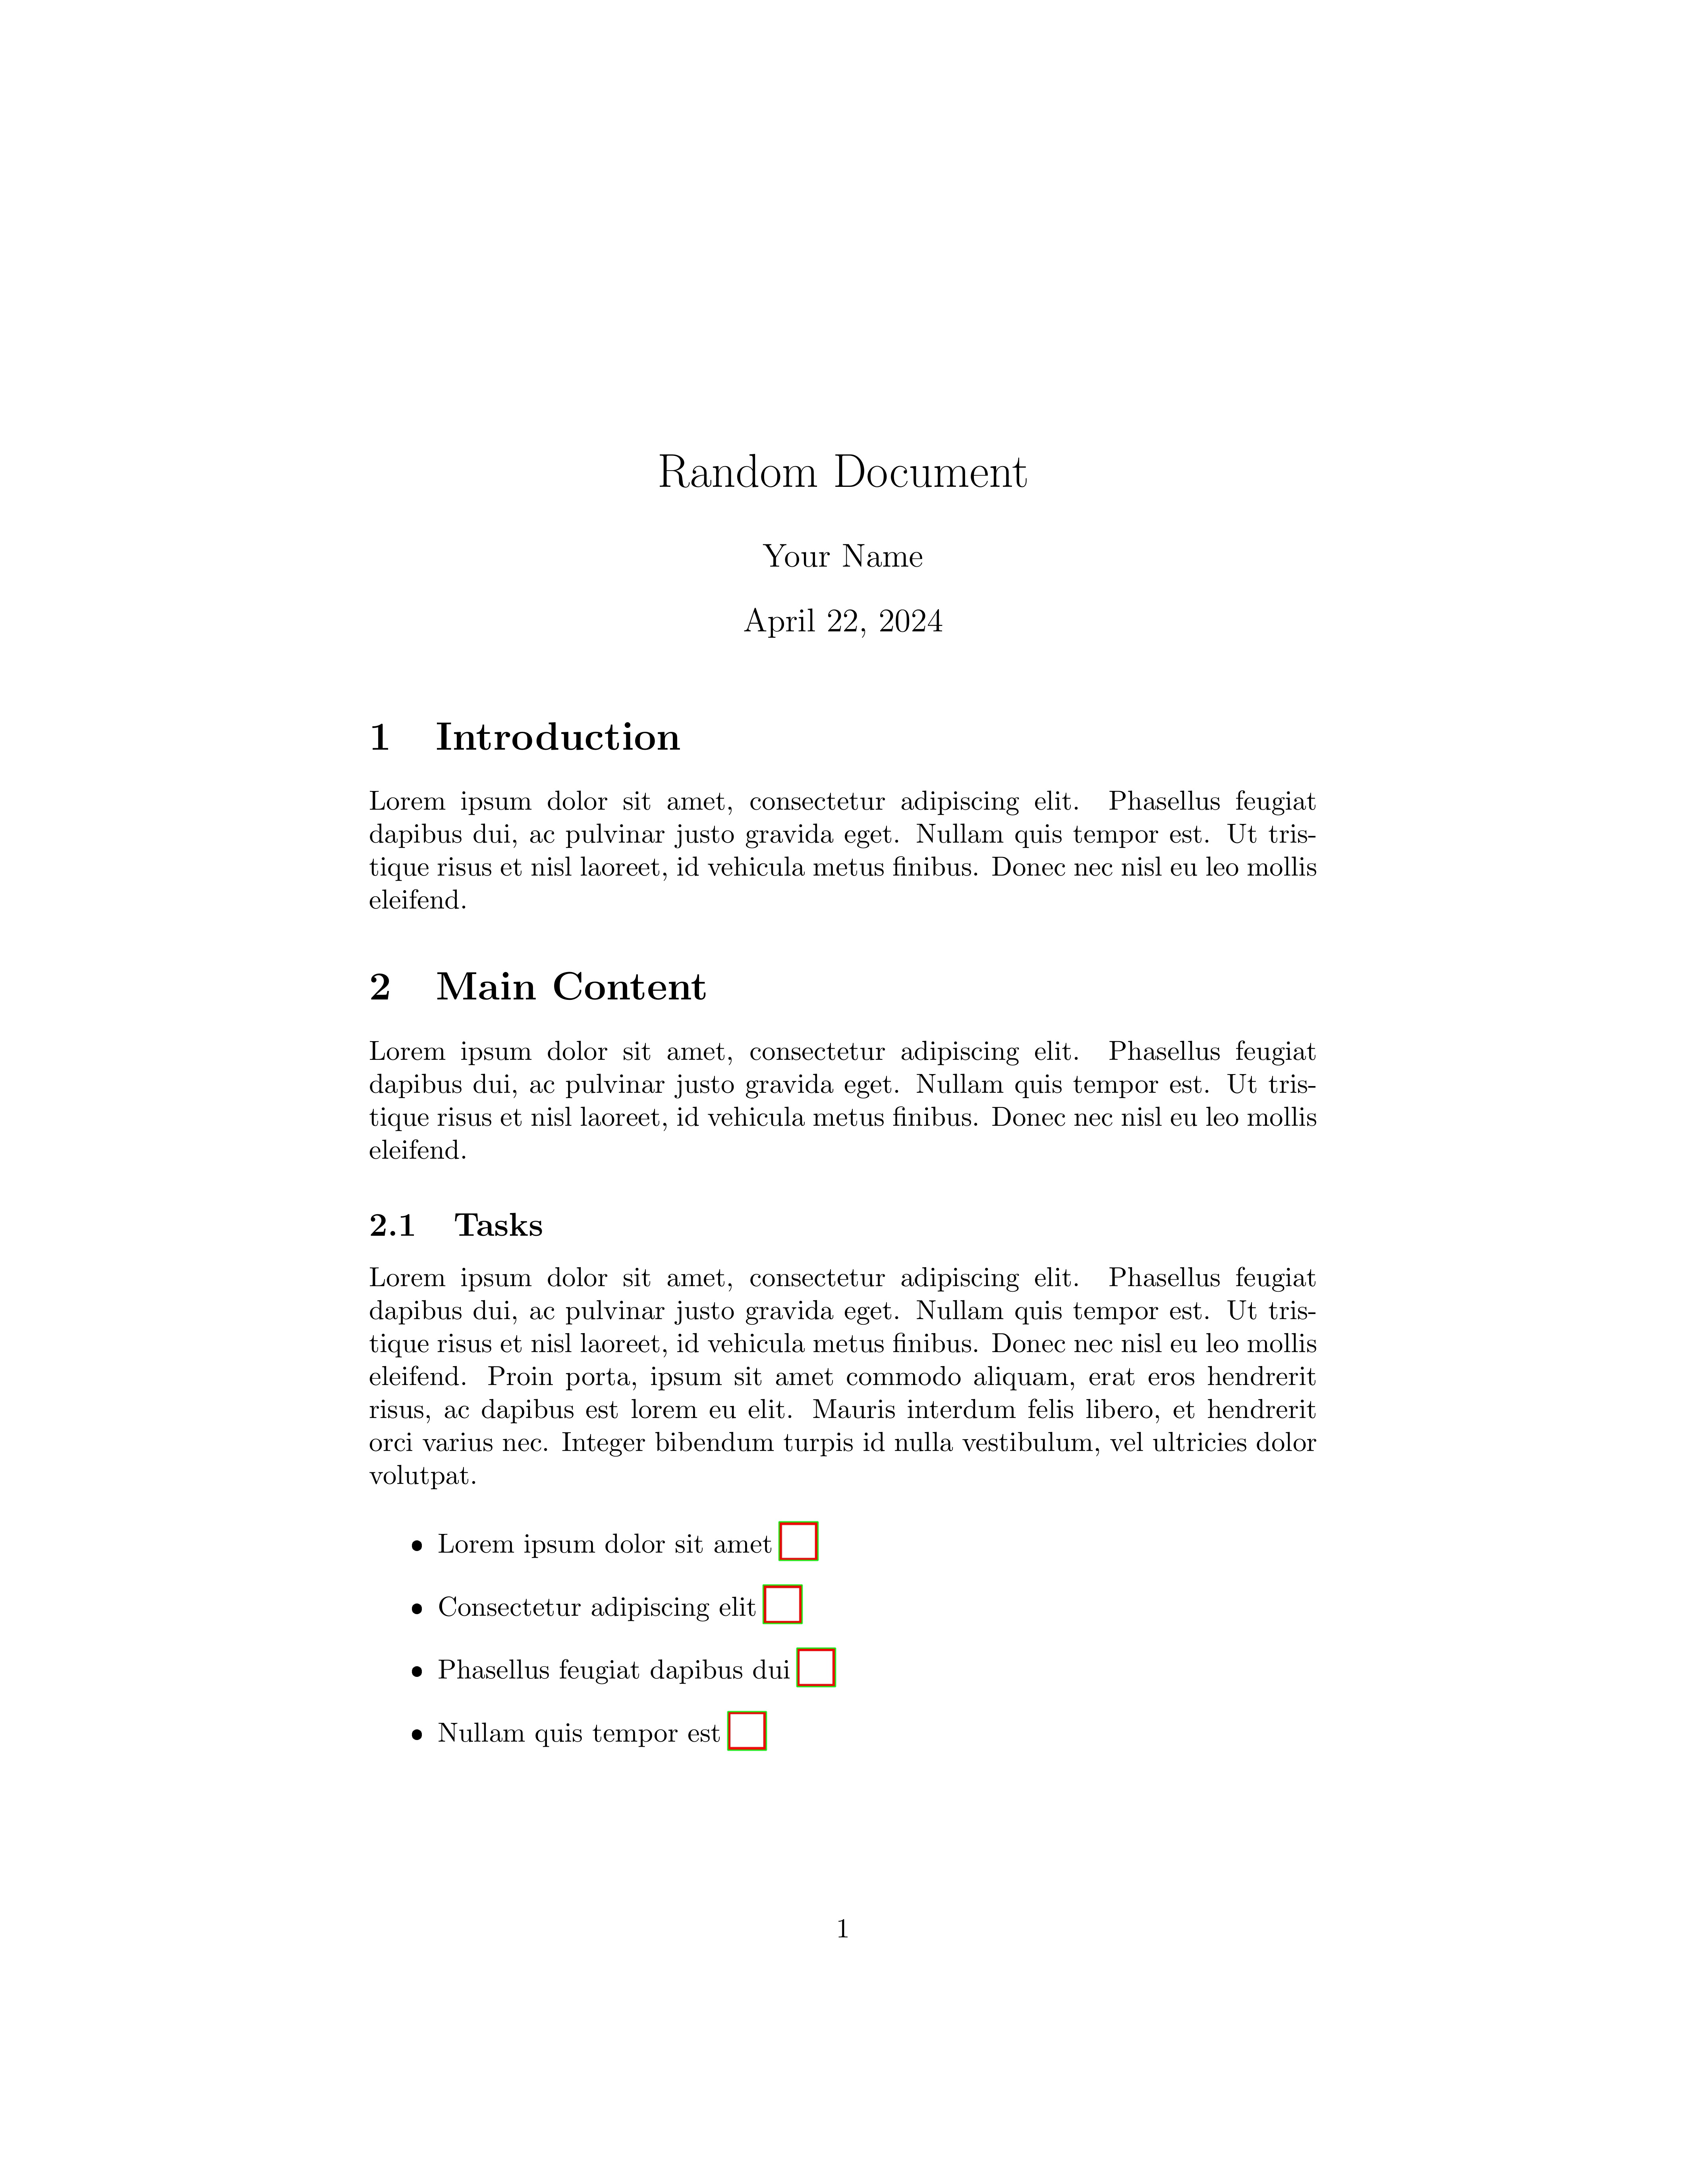 Random Document
Your Name
April 22, 2024
1 Introduction
Lorem ipsum dolor sit amet, consectetur adipiscing elit. Phasellus feugiat
dapibus dui, ac pulvinar justo gravida eget. Nullam quis tempor est. Ut tris-
tique risus et nisl laoreet, id vehicula metus finibus. Donec nec nisl eu leo mollis
eleifend.
2 Main Content
Lorem ipsum dolor sit amet, consectetur adipiscing elit. Phasellus feugiat
dapibus dui, ac pulvinar justo gravida eget. Nullam quis tempor est. Ut tris-
tique risus et nisl laoreet, id vehicula metus finibus. Donec nec nisl eu leo mollis
eleifend.
2.1 Tasks
Lorem ipsum dolor sit amet, consectetur adipiscing elit. Phasellus feugiat
dapibus dui, ac pulvinar justo gravida eget. Nullam quis tempor est. Ut tris-
tique risus et nisl laoreet, id vehicula metus finibus. Donec nec nisl eu leo mollis
eleifend. Proin porta, ipsum sit amet commodo aliquam, erat eros hendrerit
risus, ac dapibus est lorem eu elit. Mauris interdum felis libero, et hendrerit
orci varius nec. Integer bibendum turpis id nulla vestibulum, vel ultricies dolor
volutpat.
• Lorem ipsum dolor sit amet
• Consectetur adipiscing elit
• Phasellus feugiat dapibus dui
• Nullam quis tempor est
1